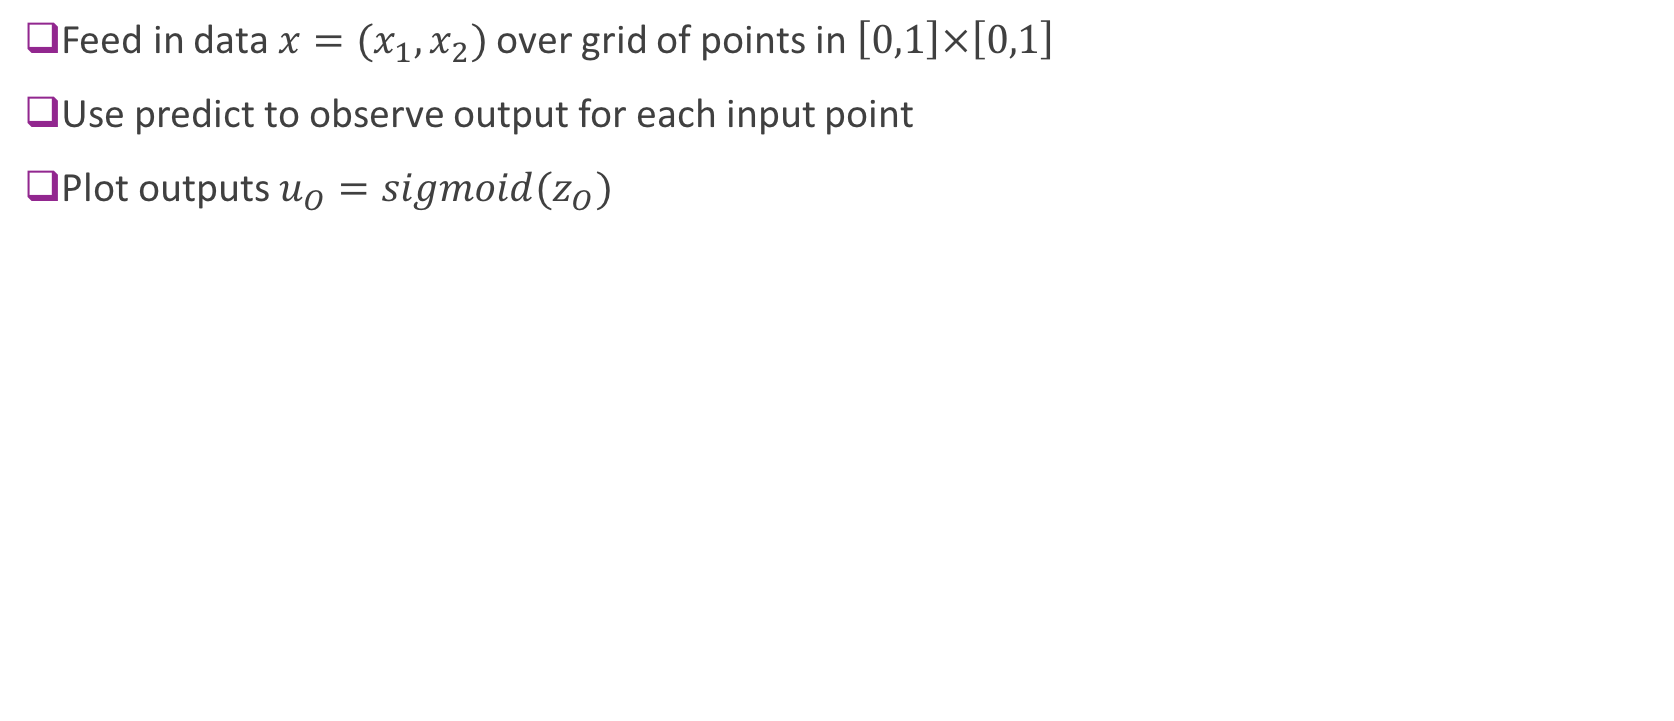 ❑Feed in data x = (x₁, x₂) over grid of points in [0,1]×[0,1]
❑Use predict to observe output for each input point
❑Plot outputs u_O = sigmoid(z_O)